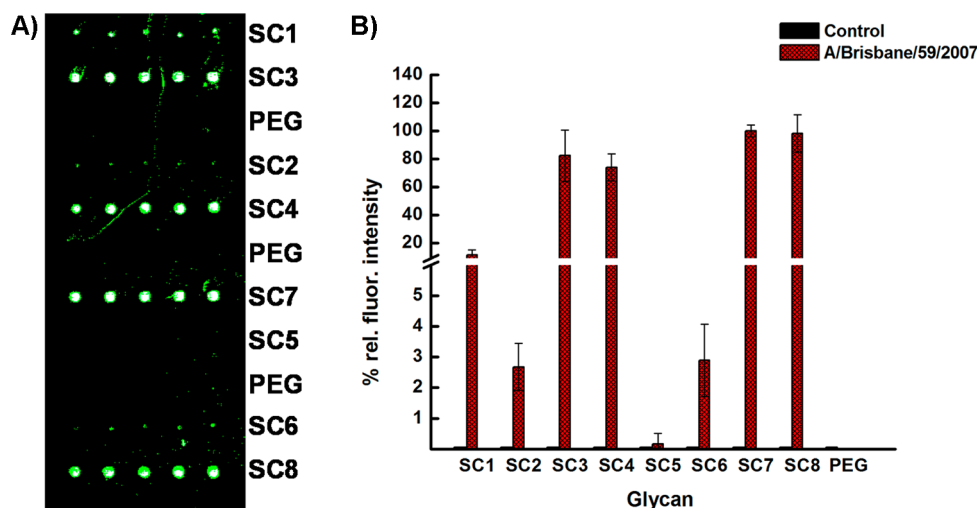 A)
SC1
SC3
PEG
SC2
SC4
PEG
SC7
SC5
PEG
SC6
SC8
B)
Control
A/Brisbane/59/2007
% rel. fluor. intensity
140
120
100
80
60
40
20
5
4
3
2
1
SC1 SC2 SC3 SC4 SC5 SC6 SC7 SC8 PEG
Glycan